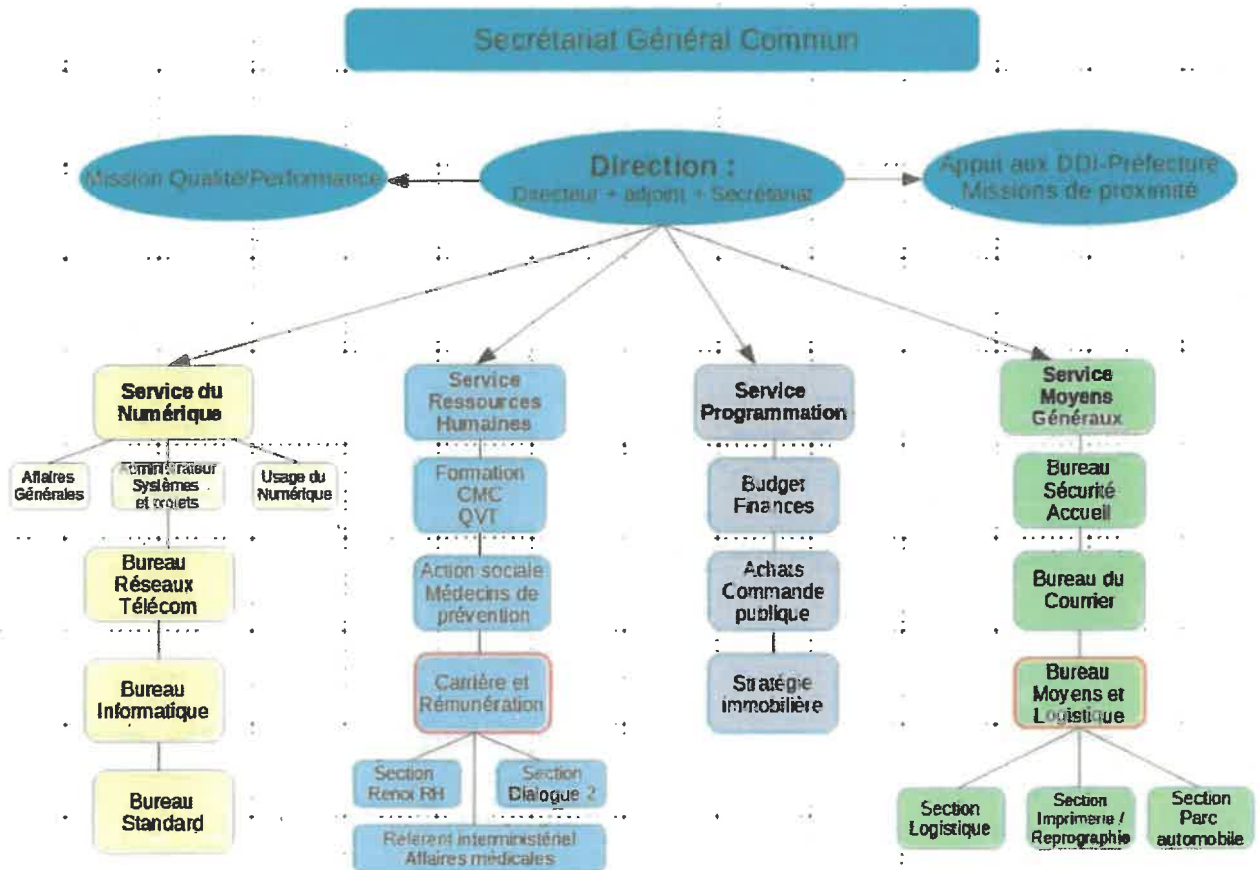 Secrétariat Général Commun
Mission Qualité/Performance
Direction :
Directeur + adjoint + Secrétariat
Appui aux DDI-Préfecture
Missions de proximité
Service du
Numérique
Affaires
Générales
Administrateur
Systèmes
et projets
Usage du
Numérique
Bureau
Réseaux
Télécom
Bureau
Informatique
Bureau
Standard
Service
Ressources
Humaines
Formation
CMC
QVT
Action sociale
Médecins de
prévention
Carrière et
Rémunération
Section
Renoi RH
Section
Dialogue 2
Référent interministériel
Affaires médicales
Service
Programmation
Budget
Finances
Achats
Commande
publique
Stratégie
immobilière
Service
Moyens
Généraux
Bureau
Sécurité
Accueil
Bureau du
Courrier
Bureau
Moyens et
Logistique
Section
Logistique
Section
Imprimerie /
Reprographie
Section
Parc
automobile